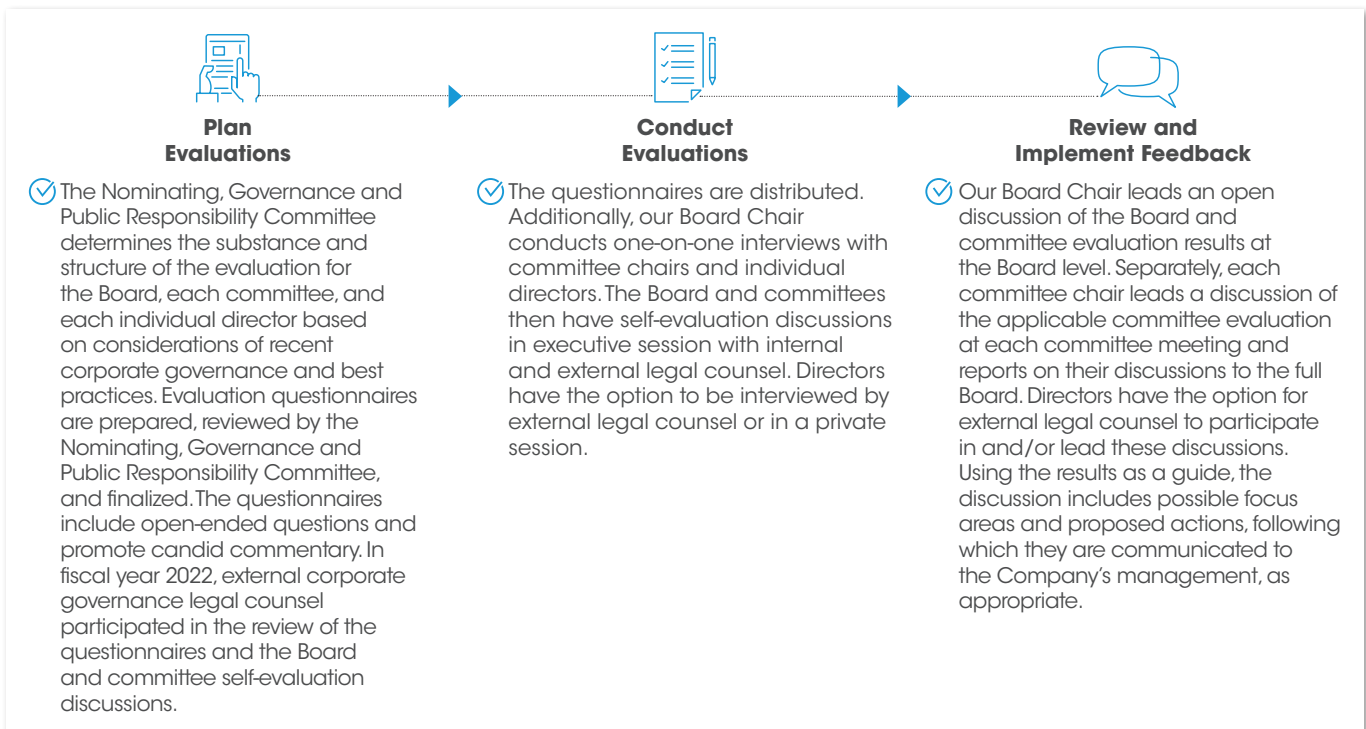 Plan
Evaluations
The Nominating, Governance and
Public Responsibility Committee
determines the substance and
structure of the evaluation for
the Board, each committee, and
each individual director based
on considerations of recent
corporate governance and best
practices. Evaluation questionnaires
are prepared, reviewed by the
Nominating, Governance and
Public Responsibility Committee,
and finalized. The questionnaires
include open-ended questions and
promote candid commentary. In
fiscal year 2022, external corporate
governance legal counsel
participated in the review of the
questionnaires and the Board
and committee self-evaluation
discussions.
Conduct
Evaluations
The questionnaires are distributed.
Additionally, our Board Chair
conducts one-on-one interviews with
committee chairs and individual
directors. The Board and committees
then have self-evaluation discussions
in executive session with internal
and external legal counsel. Directors
have the option to be interviewed by
external legal counsel or in a private
session.
Review and
Implement Feedback
Our Board Chair leads an open
discussion of the Board and
committee evaluation results at
the Board level. Separately, each
committee chair leads a discussion of
the applicable committee evaluation
at each committee meeting and
reports on their discussions to the full
Board. Directors have the option for
external legal counsel to participate
in and/or lead these discussions.
Using the results as a guide, the
discussion includes possible focus
areas and proposed actions, following
which they are communicated to
the Company's management, as
appropriate.